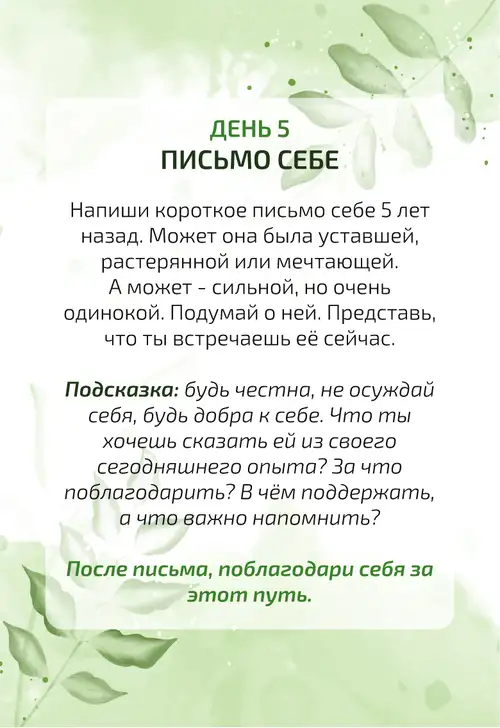 ДЕНЬ 5
ПИСЬМО СЕБЕ
Напиши короткое письмо себе 5 лет
назад. Может она была уставшей,
растерянной или мечтающей.
А может - сильной, но очень
одинокой. Подумай о ней. Представь,
что ты встречаешь её сейчас.
Подсказка: будь честна, не осуждай
себя, будь добра к себе. Что ты
хочешь сказать ей из своего
сегодняшнего опыта? За что
поблагодарить? В чём поддержать,
а что важно напомнить?
После письма, поблагодари себя за
этот путь.